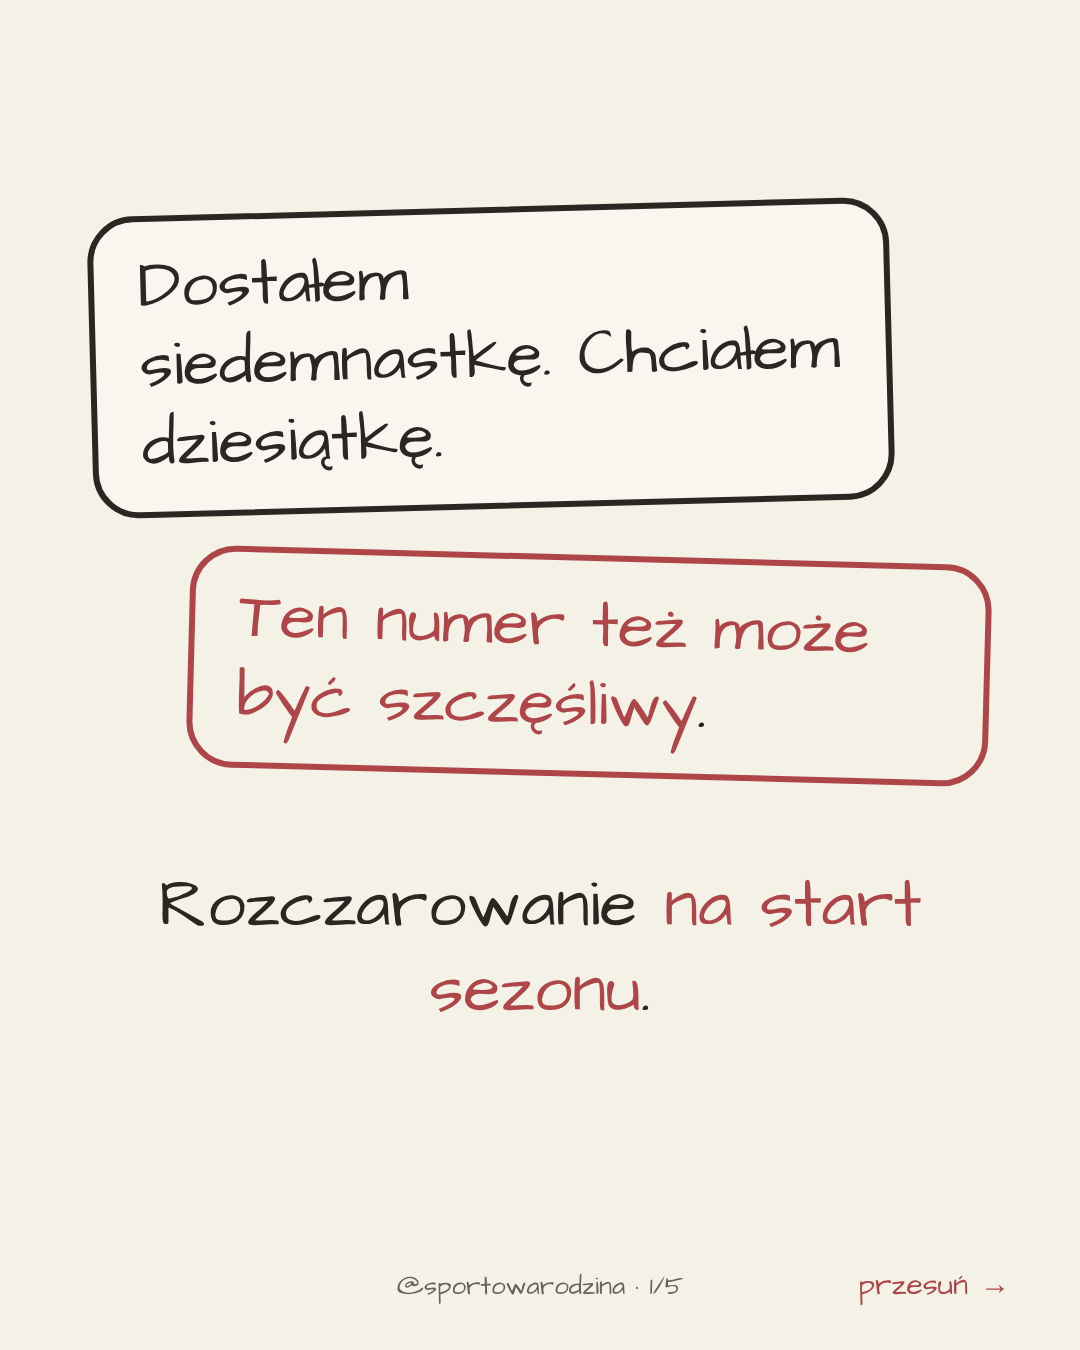 Dostałem
siedemnastkę. Chciałem
dziesiątkę.
Ten numer też może
być szczęśliwy.
Rozczarowanie na start
sezonu.
@sportowarodzina · 1/5
przesuń →